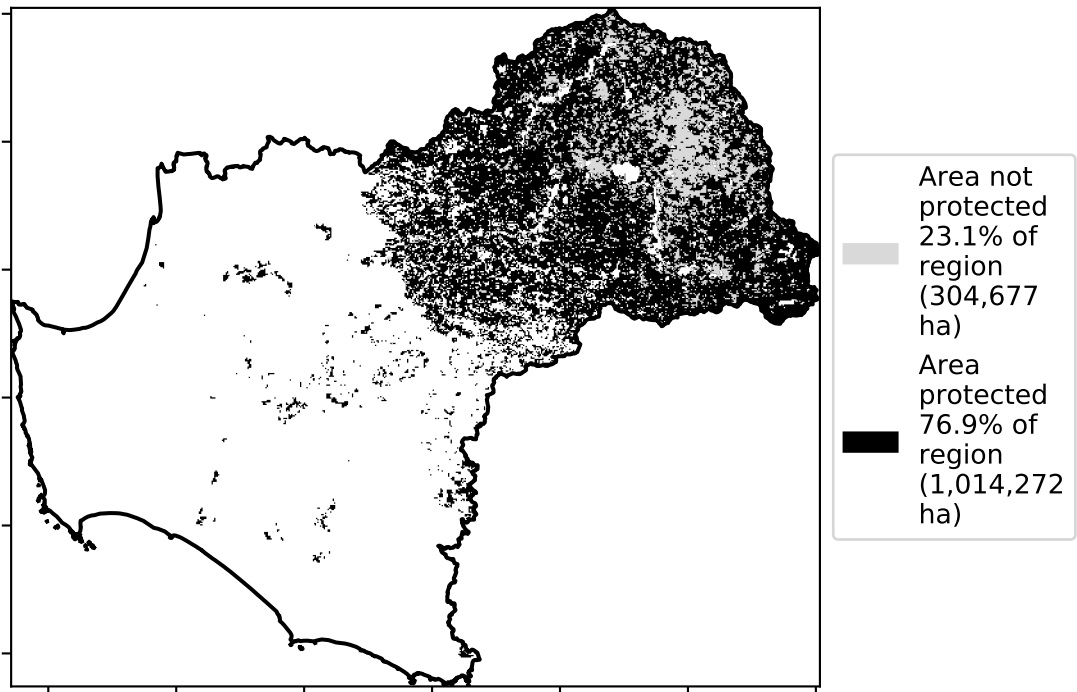 Area not
protected
23.1% of
region
(304,677
ha)
Area
protected
76.9% of
region
(1,014,272
ha)